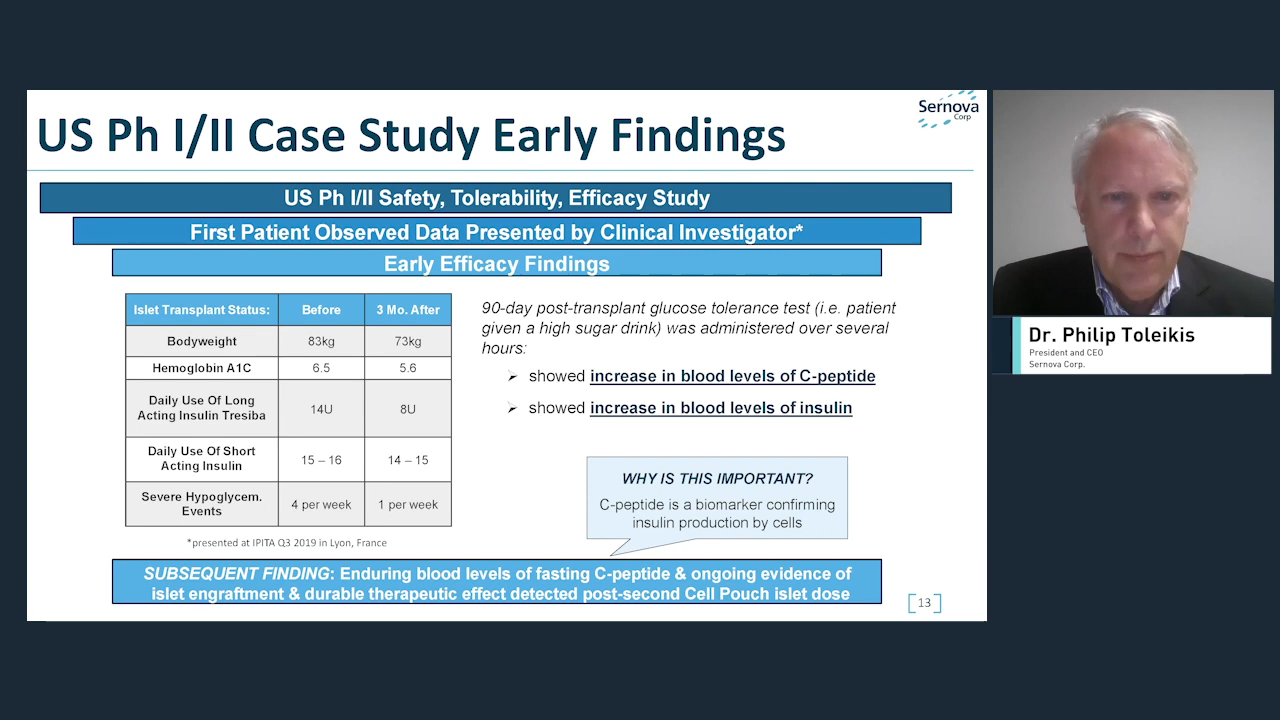 Sernova
Corp
US Ph I/II Case Study Early Findings
US Ph I/II Safety, Tolerability, Efficacy Study
First Patient Observed Data Presented by Clinical Investigator*
Early Efficacy Findings
Islet Transplant Status: Before 3 Mo. After
Bodyweight 83kg 73kg
Hemoglobin A1C 6.5 5.6
Daily Use Of Long
Acting Insulin Tresiba 14U 8U
Daily Use Of Short
Acting Insulin 15 – 16 14 – 15
Severe Hypoglycem.
Events 4 per week 1 per week
*presented at IPITA Q3 2019 in Lyon, France
90-day post-transplant glucose tolerance test (i.e. patient
given a high sugar drink) was administered over several
hours:
➢ showed increase in blood levels of C-peptide
➢ showed increase in blood levels of insulin
WHY IS THIS IMPORTANT?
C-peptide is a biomarker confirming
insulin production by cells
SUBSEQUENT FINDING: Enduring blood levels of fasting C-peptide & ongoing evidence of
islet engraftment & durable therapeutic effect detected post-second Cell Pouch islet dose
13
Dr. Philip Toleikis
President and CEO
Sernova Corp.